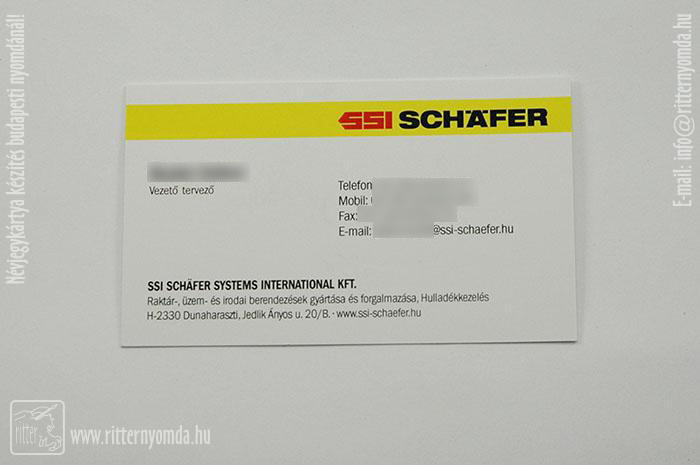 Névjegykártya készítés budapesti nyomdánál!
E-mail: info@ritternyomda.hu
SSI SCHÄFER
Vezető tervező
Telefon
Mobil:
Fax:
E-mail: @ssi-schaefer.hu
SSI SCHÄFER SYSTEMS INTERNATIONAL KFT.
Raktár-, üzem- és irodai berendezések gyártása és forgalmazása, Hulladékkezelés
H-2330 Dunaharaszti, Jedlik Ányos u. 20/B. · www.ssi-schaefer.hu
ritter
www.ritternyomda.hu